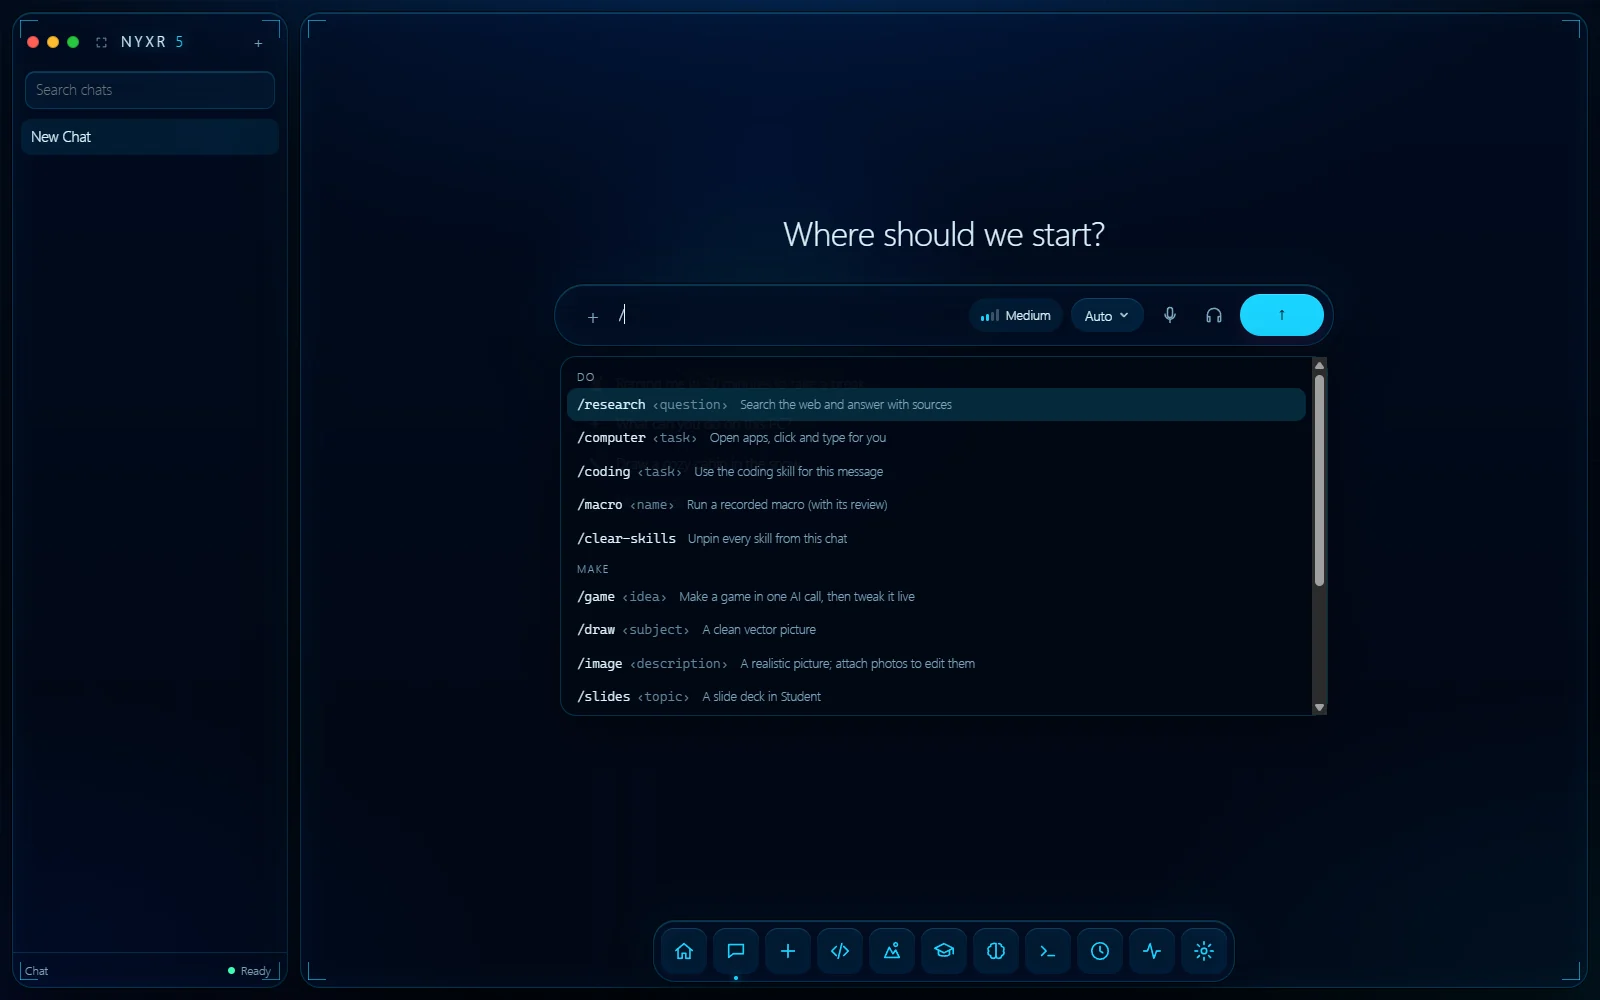 NYXR 5
Search chats
New Chat
Where should we start?
/
Medium
Auto
DO
/research ‹question› Search the web and answer with sources
/computer ‹task› Open apps, click and type for you
/coding ‹task› Use the coding skill for this message
/macro ‹name› Run a recorded macro (with its review)
/clear-skills Unpin every skill from this chat
MAKE
/game ‹idea› Make a game in one AI call, then tweak it live
/draw ‹subject› A clean vector picture
/image ‹description› A realistic picture; attach photos to edit them
/slides ‹topic› A slide deck in Student
Chat
Ready